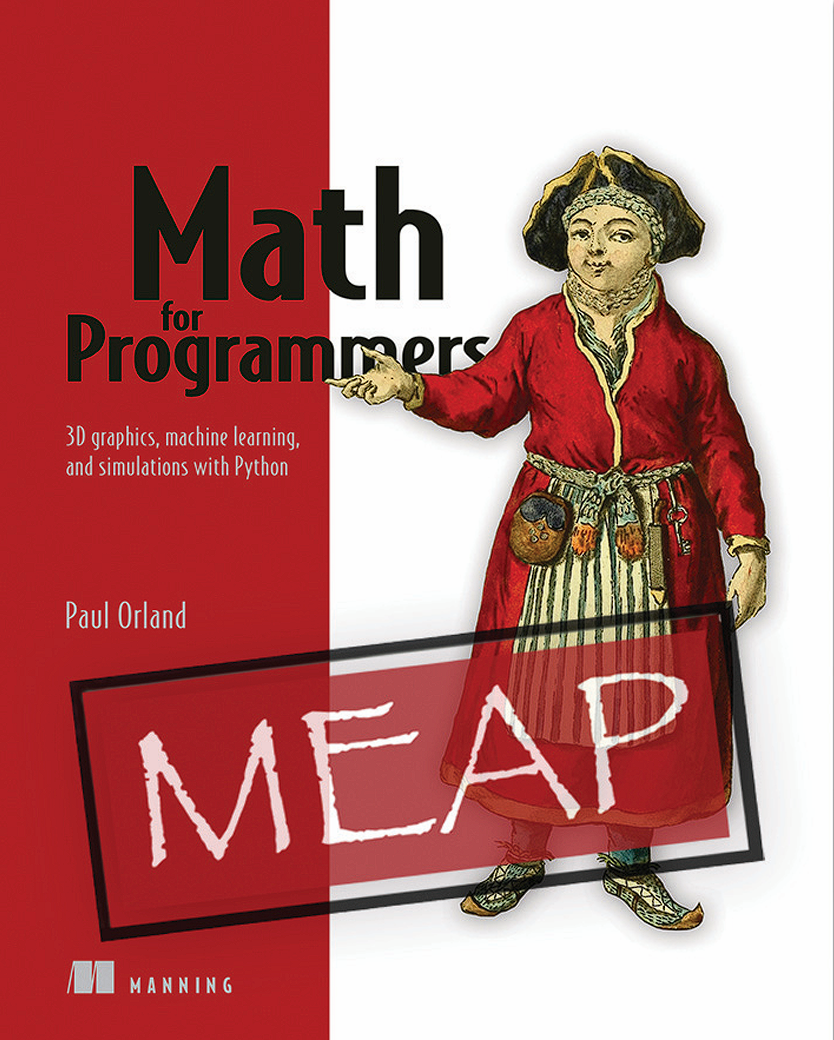 Math
for
Programmers
3D graphics, machine learning,
and simulations with Python
Paul Orland
MEAP
MANNING